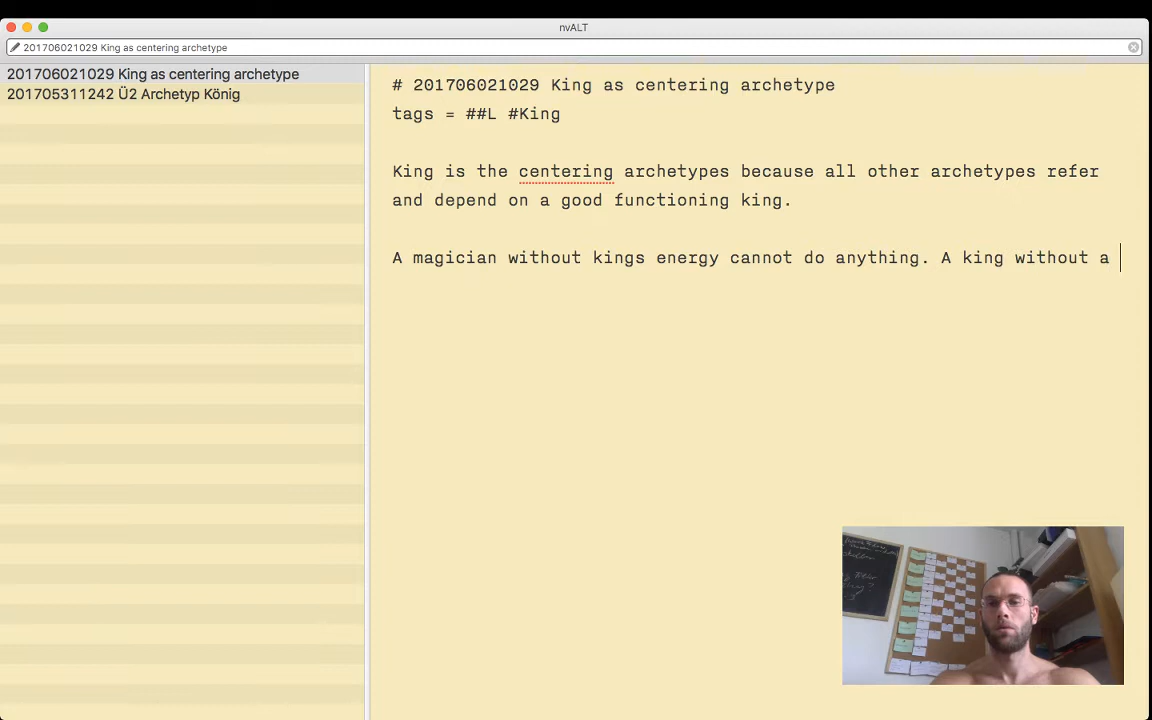 nvALT
201706021029 King as centering archetype
201706021029 King as centering archetype
201705311242 Ü2 Archetyp König
# 201706021029 King as centering archetype
tags = ##L #King
King is the centering archetypes because all other archetypes refer
and depend on a good functioning king.
A magician without kings energy cannot do anything. A king without a